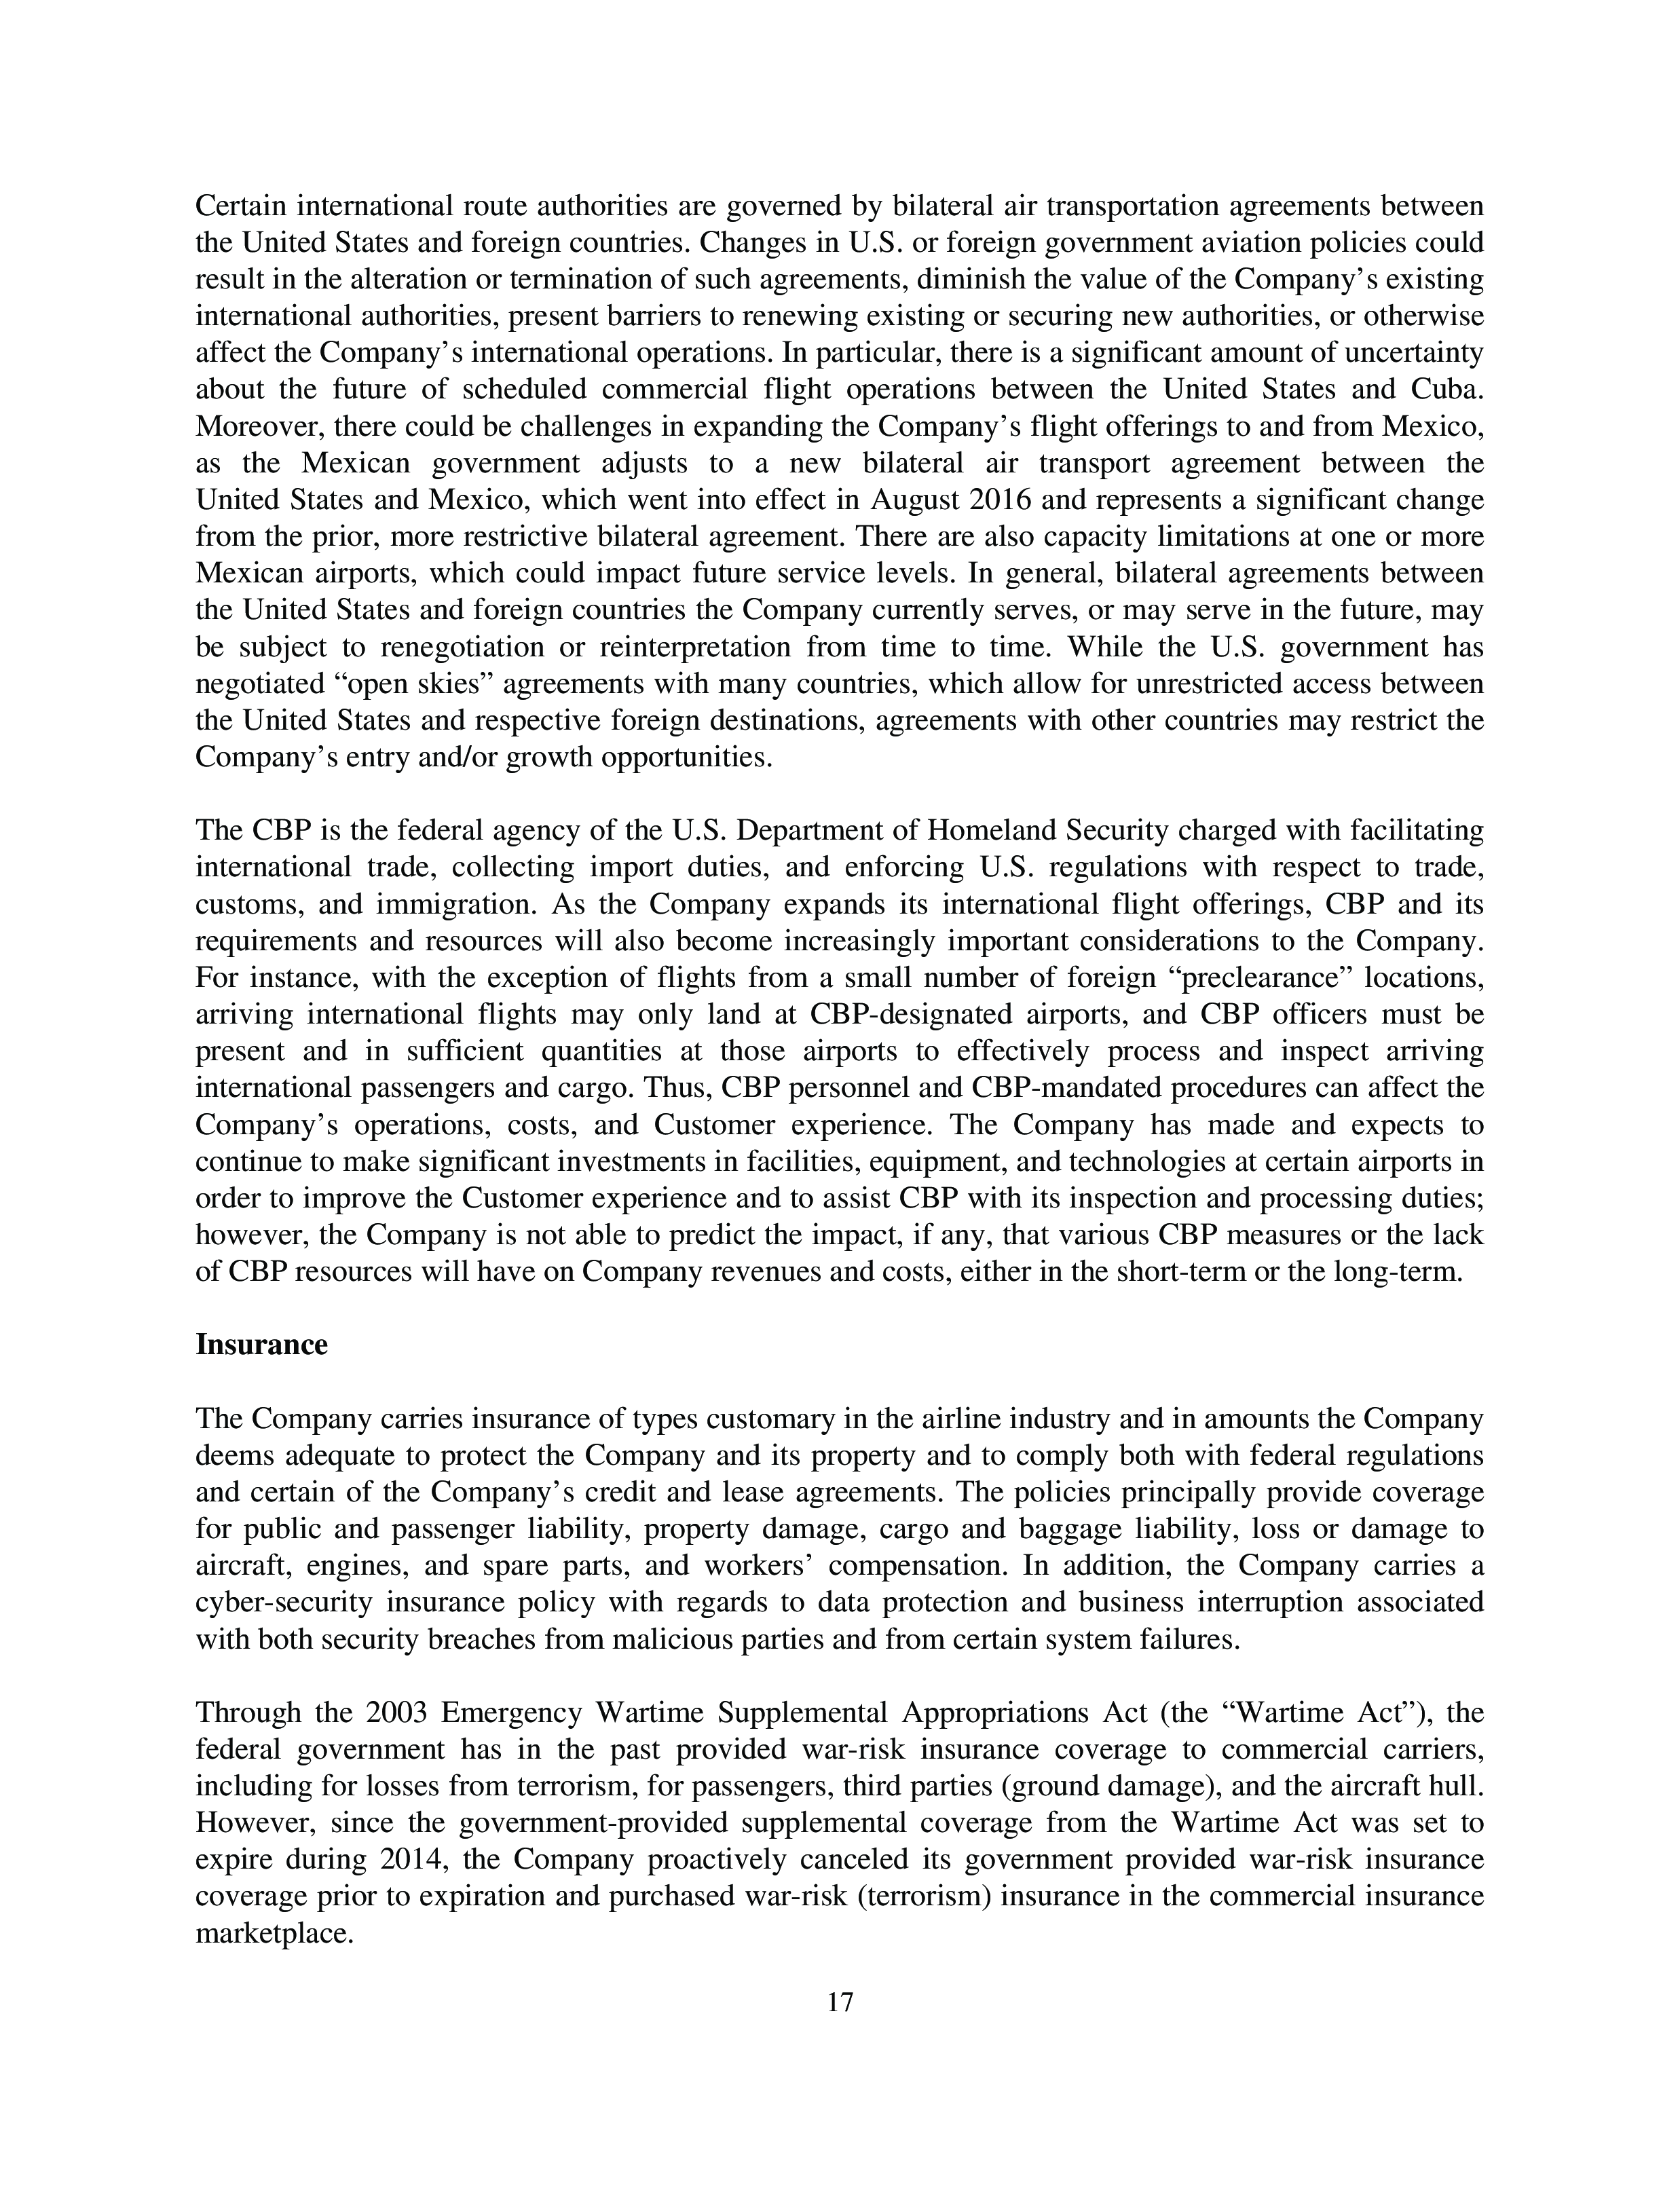 Certain international route authorities are governed by bilateral air transportation agreements between
the United States and foreign countries. Changes in U.S. or foreign government aviation policies could
result in the alteration or termination of such agreements, diminish the value of the Company’s existing
international authorities, present barriers to renewing existing or securing new authorities, or otherwise
affect the Company’s international operations. In particular, there is a significant amount of uncertainty
about the future of scheduled commercial flight operations between the United States and Cuba.
Moreover, there could be challenges in expanding the Company’s flight offerings to and from Mexico,
as the Mexican government adjusts to a new bilateral air transport agreement between the
United States and Mexico, which went into effect in August 2016 and represents a significant change
from the prior, more restrictive bilateral agreement. There are also capacity limitations at one or more
Mexican airports, which could impact future service levels. In general, bilateral agreements between
the United States and foreign countries the Company currently serves, or may serve in the future, may
be subject to renegotiation or reinterpretation from time to time. While the U.S. government has
negotiated “open skies” agreements with many countries, which allow for unrestricted access between
the United States and respective foreign destinations, agreements with other countries may restrict the
Company’s entry and/or growth opportunities.
The CBP is the federal agency of the U.S. Department of Homeland Security charged with facilitating
international trade, collecting import duties, and enforcing U.S. regulations with respect to trade,
customs, and immigration. As the Company expands its international flight offerings, CBP and its
requirements and resources will also become increasingly important considerations to the Company.
For instance, with the exception of flights from a small number of foreign “preclearance” locations,
arriving international flights may only land at CBP-designated airports, and CBP officers must be
present and in sufficient quantities at those airports to effectively process and inspect arriving
international passengers and cargo. Thus, CBP personnel and CBP-mandated procedures can affect the
Company’s operations, costs, and Customer experience. The Company has made and expects to
continue to make significant investments in facilities, equipment, and technologies at certain airports in
order to improve the Customer experience and to assist CBP with its inspection and processing duties;
however, the Company is not able to predict the impact, if any, that various CBP measures or the lack
of CBP resources will have on Company revenues and costs, either in the short-term or the long-term.
Insurance
The Company carries insurance of types customary in the airline industry and in amounts the Company
deems adequate to protect the Company and its property and to comply both with federal regulations
and certain of the Company’s credit and lease agreements. The policies principally provide coverage
for public and passenger liability, property damage, cargo and baggage liability, loss or damage to
aircraft, engines, and spare parts, and workers’ compensation. In addition, the Company carries a
cyber-security insurance policy with regards to data protection and business interruption associated
with both security breaches from malicious parties and from certain system failures.
Through the 2003 Emergency Wartime Supplemental Appropriations Act (the “Wartime Act”), the
federal government has in the past provided war-risk insurance coverage to commercial carriers,
including for losses from terrorism, for passengers, third parties (ground damage), and the aircraft hull.
However, since the government-provided supplemental coverage from the Wartime Act was set to
expire during 2014, the Company proactively canceled its government provided war-risk insurance
coverage prior to expiration and purchased war-risk (terrorism) insurance in the commercial insurance
marketplace.
17